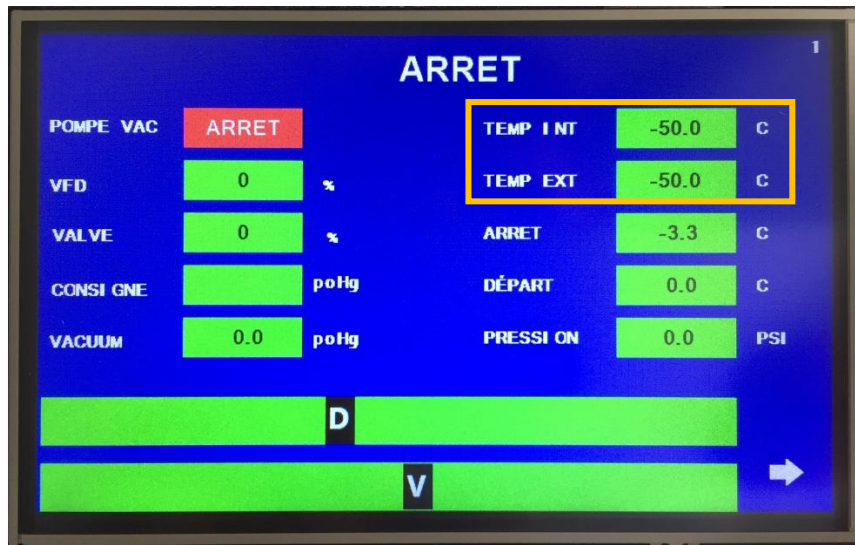 1
ARRET
POMPE VAC ARRET
VFD 0 %
VALVE 0 %
CONSIGNE poHg
VACUUM 0.0 poHg
TEMP INT -50.0 C
TEMP EXT -50.0 C
ARRET -3.3 C
DÉPART 0.0 C
PRESSION 0.0 PSI
D
V